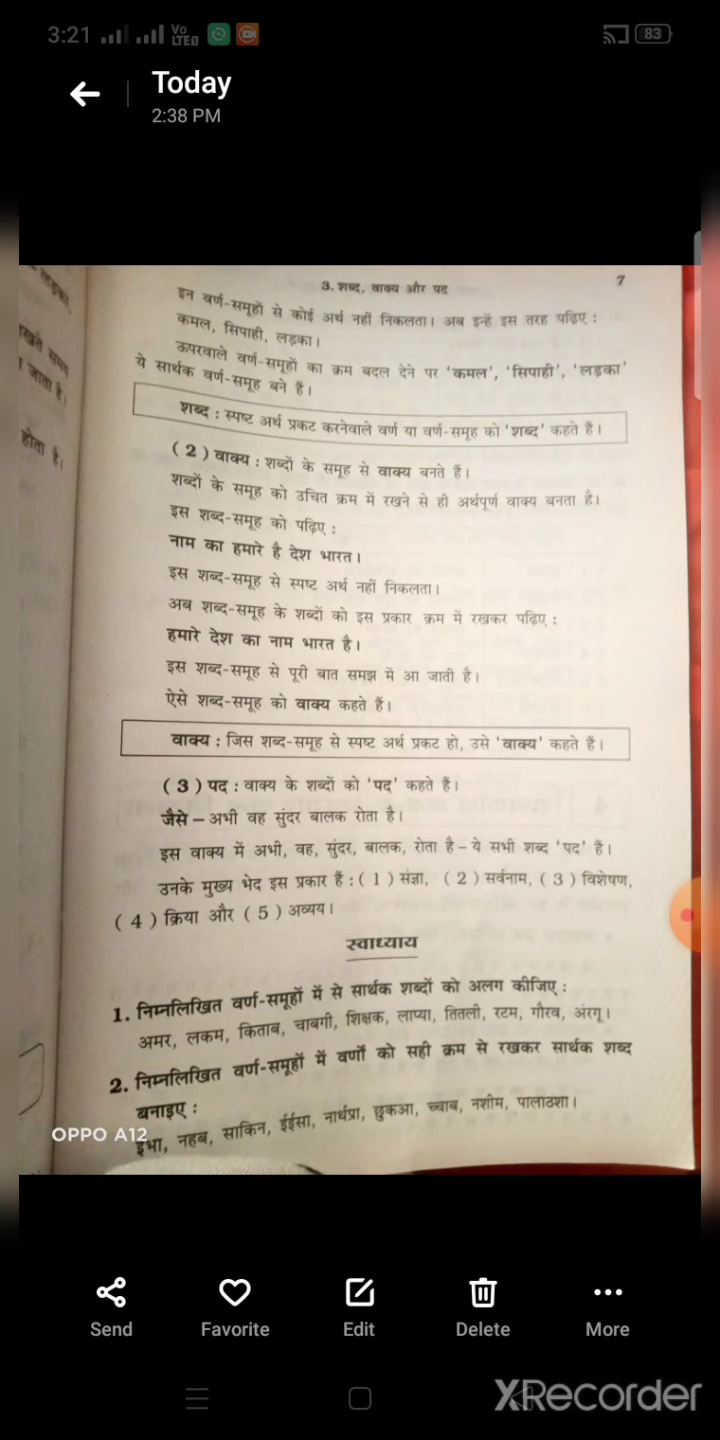 3:21 Vo LTE 83
Today
2:38 PM
3. शब्द, वाक्य और पद 7
इन वर्ण-समूहों से कोई अर्थ नहीं निकलता। अब इन्हें इस तरह पढ़िए :
कमल, सिपाही, लड़का।
ऊपरवाले वर्ण-समूहों का क्रम बदल देने पर 'कमल', 'सिपाही', 'लड़का'
ये सार्थक वर्ण-समूह बने हैं।
शब्द : स्पष्ट अर्थ प्रकट करनेवाले वर्ण या वर्ण-समूह को 'शब्द' कहते हैं।
( 2 ) वाक्य : शब्दों के समूह से वाक्य बनते हैं।
शब्दों के समूह को उचित क्रम में रखने से ही अर्थपूर्ण वाक्य बनता है।
इस शब्द-समूह को पढ़िए :
नाम का हमारे है देश भारत।
इस शब्द-समूह से स्पष्ट अर्थ नहीं निकलता।
अब शब्द-समूह के शब्दों को इस प्रकार क्रम में रखकर पढ़िए :
हमारे देश का नाम भारत है।
इस शब्द-समूह से पूरी बात समझ में आ जाती है।
ऐसे शब्द-समूह को वाक्य कहते हैं।
वाक्य : जिस शब्द-समूह से स्पष्ट अर्थ प्रकट हो, उसे 'वाक्य' कहते हैं।
( 3 ) पद : वाक्य के शब्दों को 'पद' कहते हैं।
जैसे – अभी वह सुंदर बालक रोता है।
इस वाक्य में अभी, वह, सुंदर, बालक, रोता है – ये सभी शब्द 'पद' हैं।
उनके मुख्य भेद इस प्रकार हैं : ( 1 ) संज्ञा, ( 2 ) सर्वनाम, ( 3 ) विशेषण,
( 4 ) क्रिया और ( 5 ) अव्यय।
स्वाध्याय
1. निम्नलिखित वर्ण-समूहों में से सार्थक शब्दों को अलग कीजिए :
अमर, लकम, किताब, चाबगी, शिक्षक, लाप्या, तितली, रटम, गौरव, अंरगू।
2. निम्नलिखित वर्ण-समूहों में वर्णों को सही क्रम से रखकर सार्थक शब्द
बनाइए :
इभा, नहब, साकिन, ईईसा, नार्थप्रा, छुकआ, च्चाब, नशीम, पालाठशा।
OPPO A12
लड़का,
रखते समय
जाता है।
होता है।
Send Favorite Edit Delete More
XRecorder